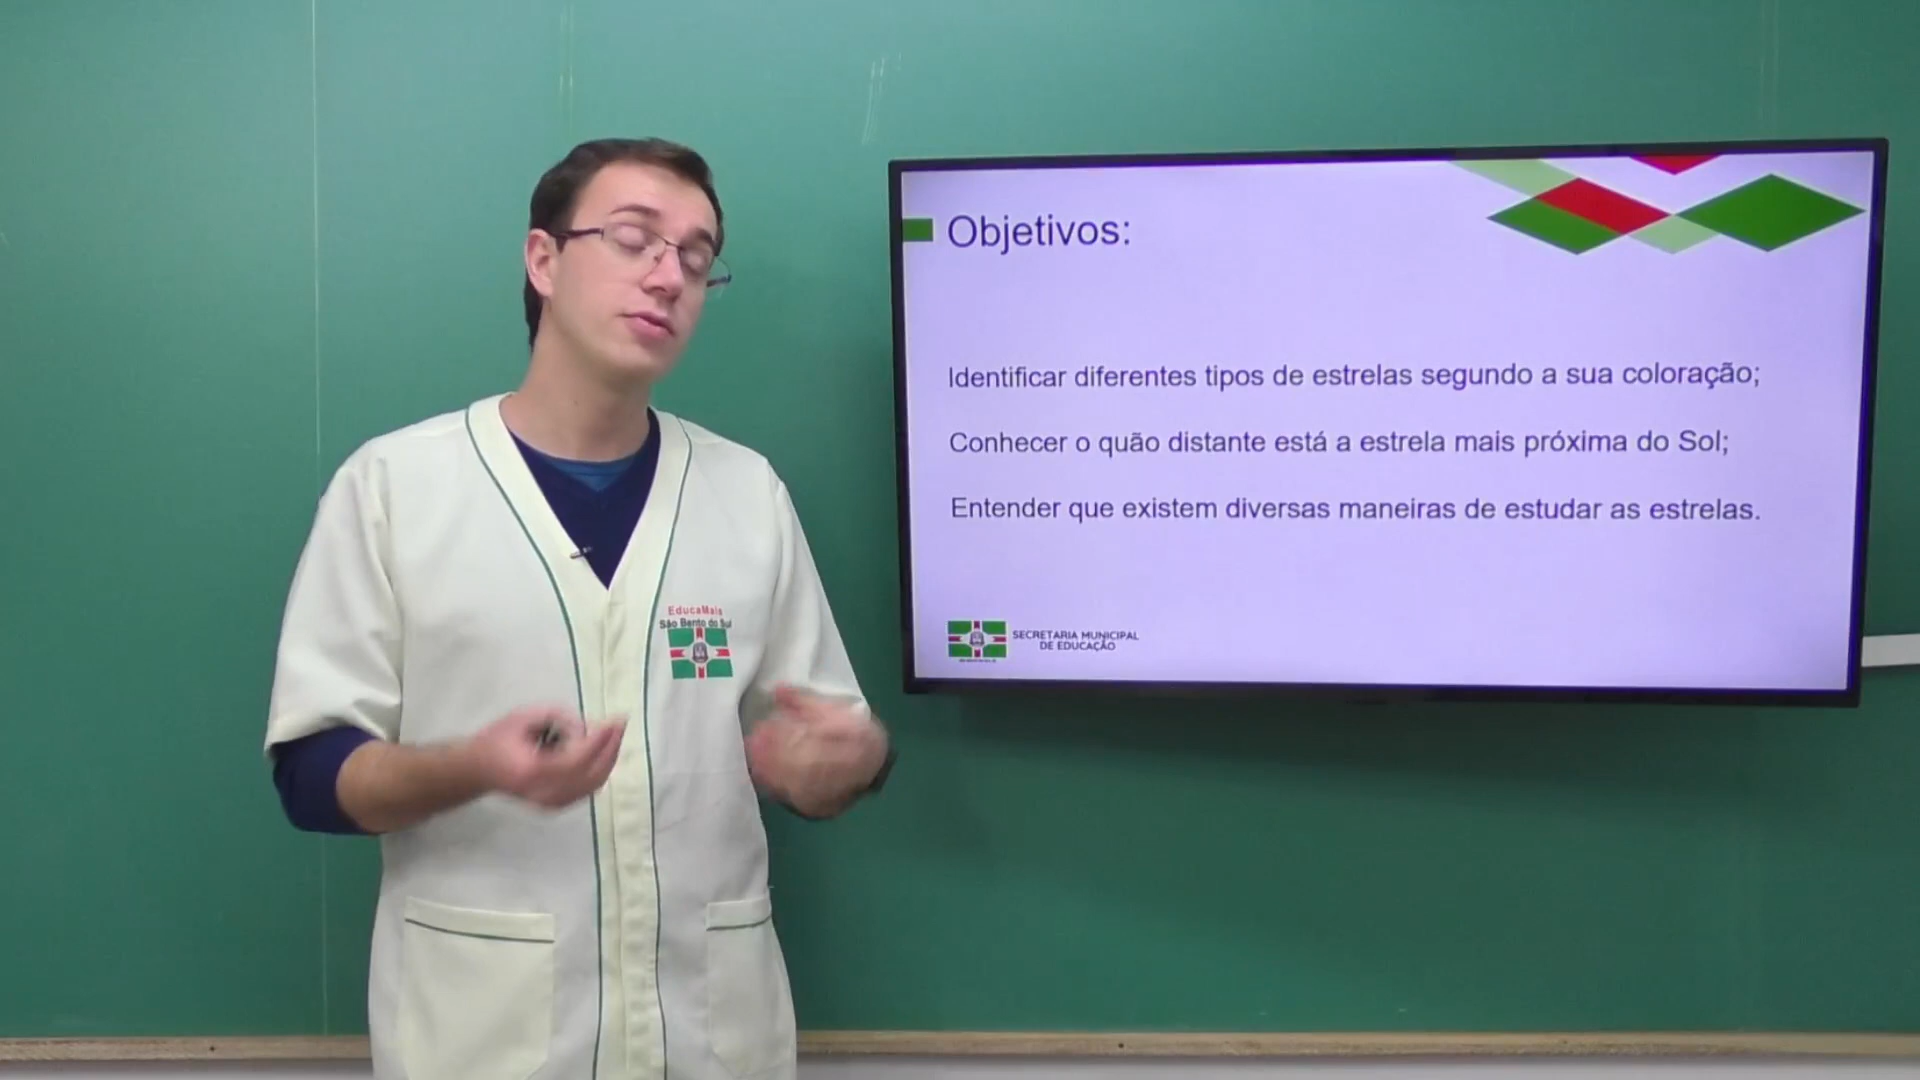 Objetivos:
Identificar diferentes tipos de estrelas segundo a sua coloração;
Conhecer o quão distante está a estrela mais próxima do Sol;
Entender que existem diversas maneiras de estudar as estrelas.
SECRETARIA MUNICIPAL
DE EDUCAÇÃO
EducaMais
São Bento do Sul